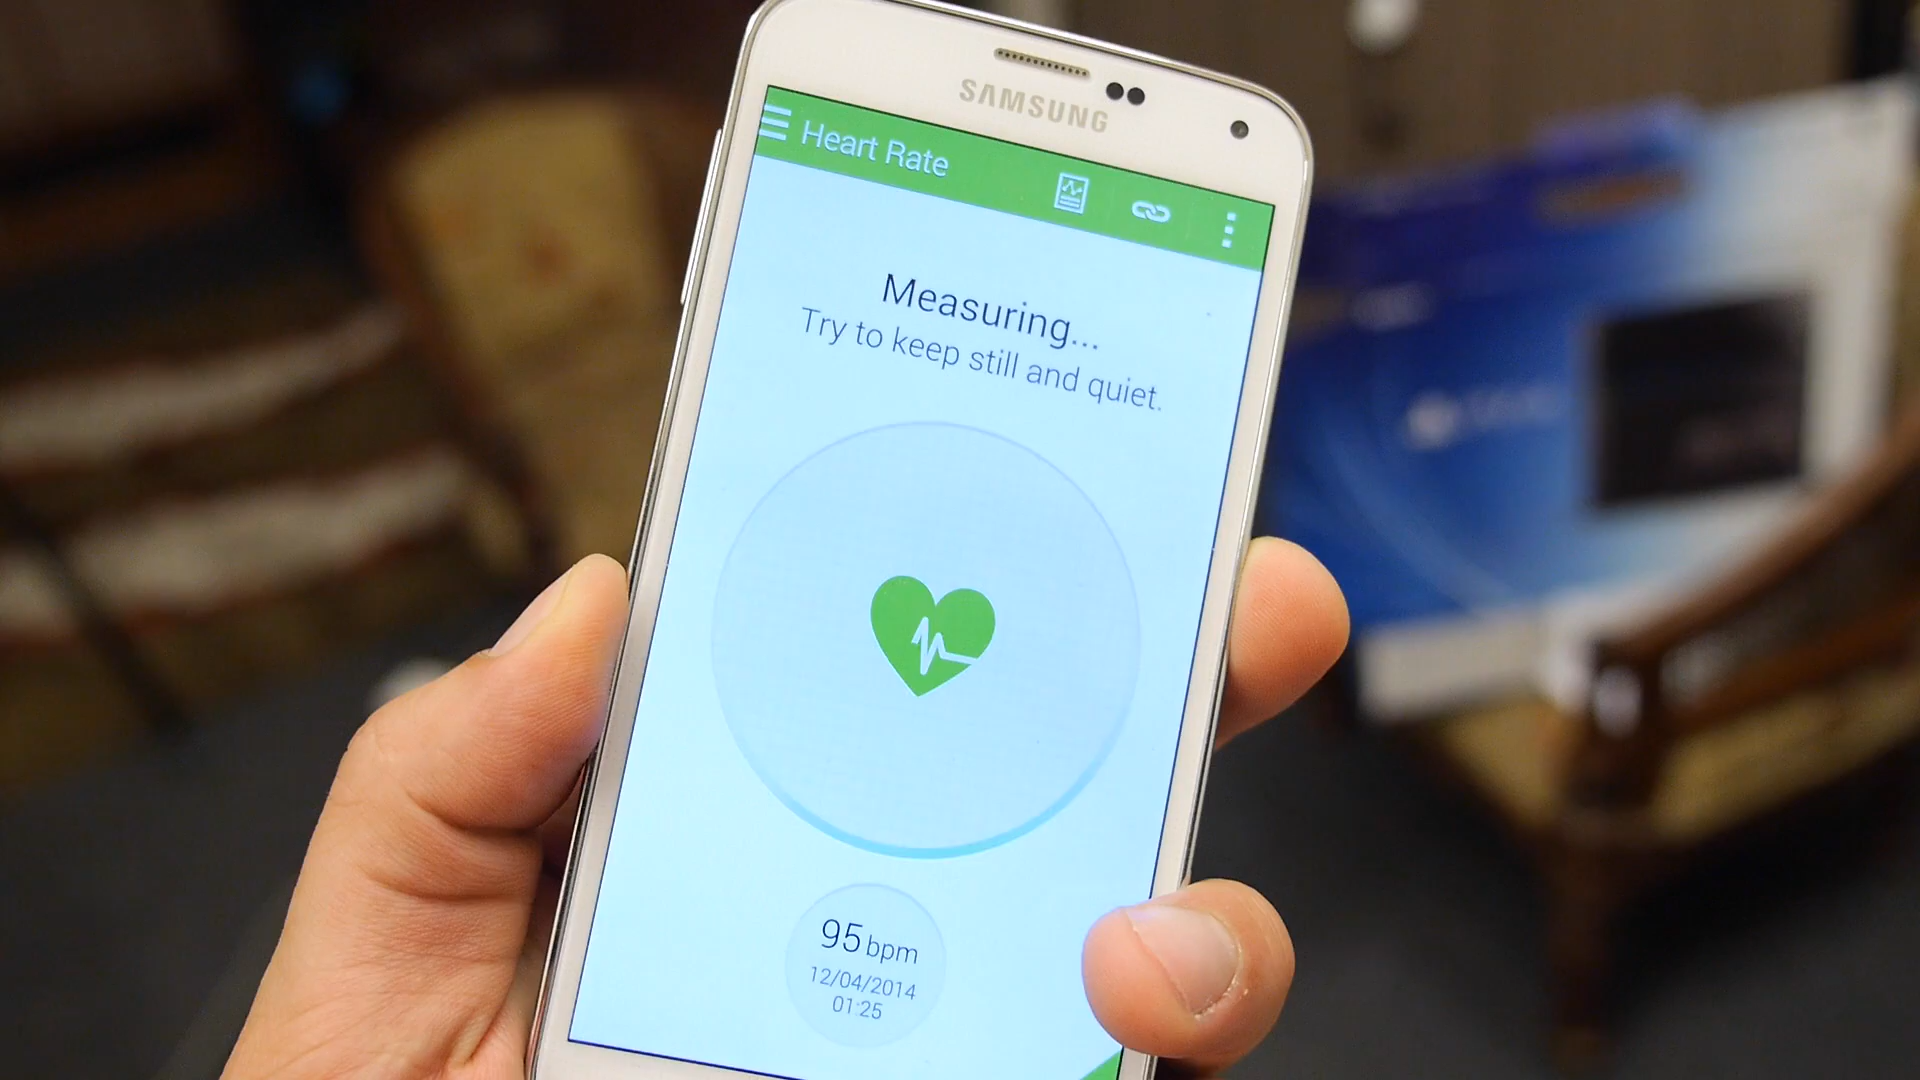 SAMSUNG
Heart Rate
Measuring...
Try to keep still and quiet.
95 bpm
12/04/2014
01:25